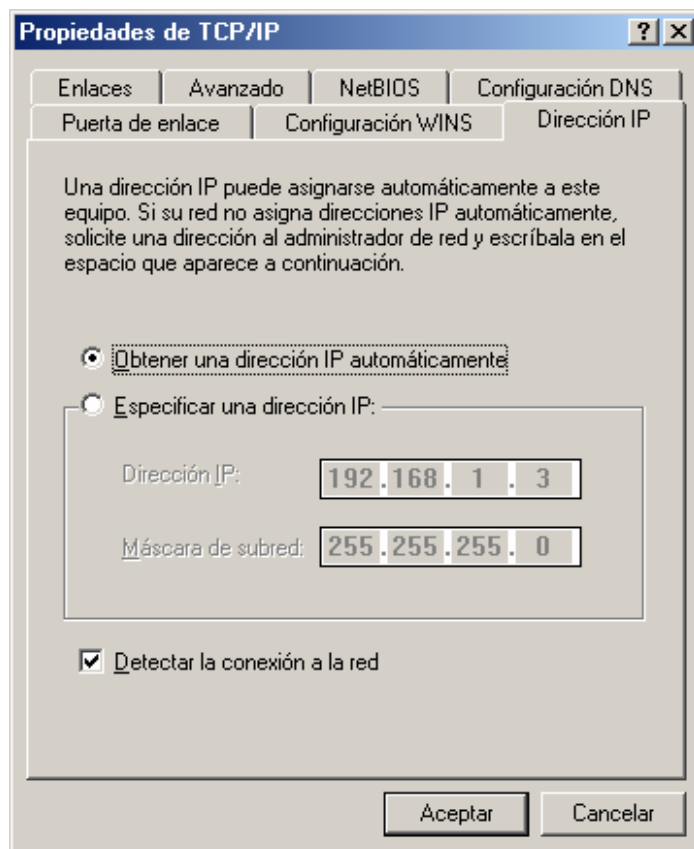 Propiedades de TCP/IP
Enlaces Avanzado NetBIOS Configuración DNS
Puerta de enlace Configuración WINS Dirección IP
Una dirección IP puede asignarse automáticamente a este
equipo. Si su red no asigna direcciones IP automáticamente,
solicite una dirección al administrador de red y escríbala en el
espacio que aparece a continuación.
Obtener una dirección IP automáticamente
Especificar una dirección IP:
Dirección IP: 192.168.1.3
Máscara de subred: 255.255.255.0
Detectar la conexión a la red
Aceptar Cancelar